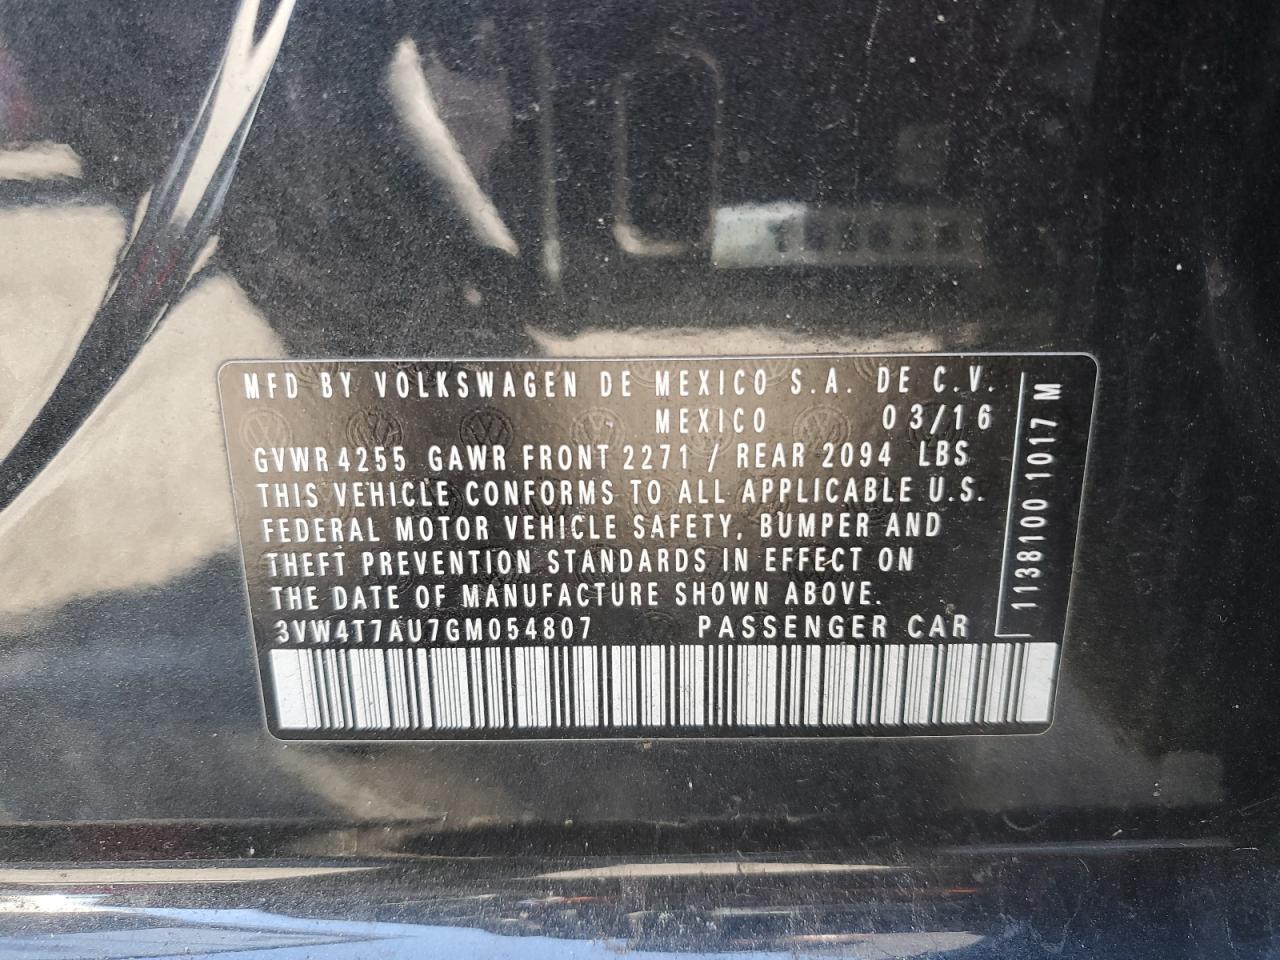 MFD BY VOLKSWAGEN DE MEXICO S.A. DE C.V.
MEXICO 03/16
GVWR 4255 GAWR FRONT 2271 / REAR 2094 LBS
THIS VEHICLE CONFORMS TO ALL APPLICABLE U.S.
FEDERAL MOTOR VEHICLE SAFETY, BUMPER AND
THEFT PREVENTION STANDARDS IN EFFECT ON
THE DATE OF MANUFACTURE SHOWN ABOVE.
3VW4T7AU7GM054807 PASSENGER CAR
1138100 1017 M